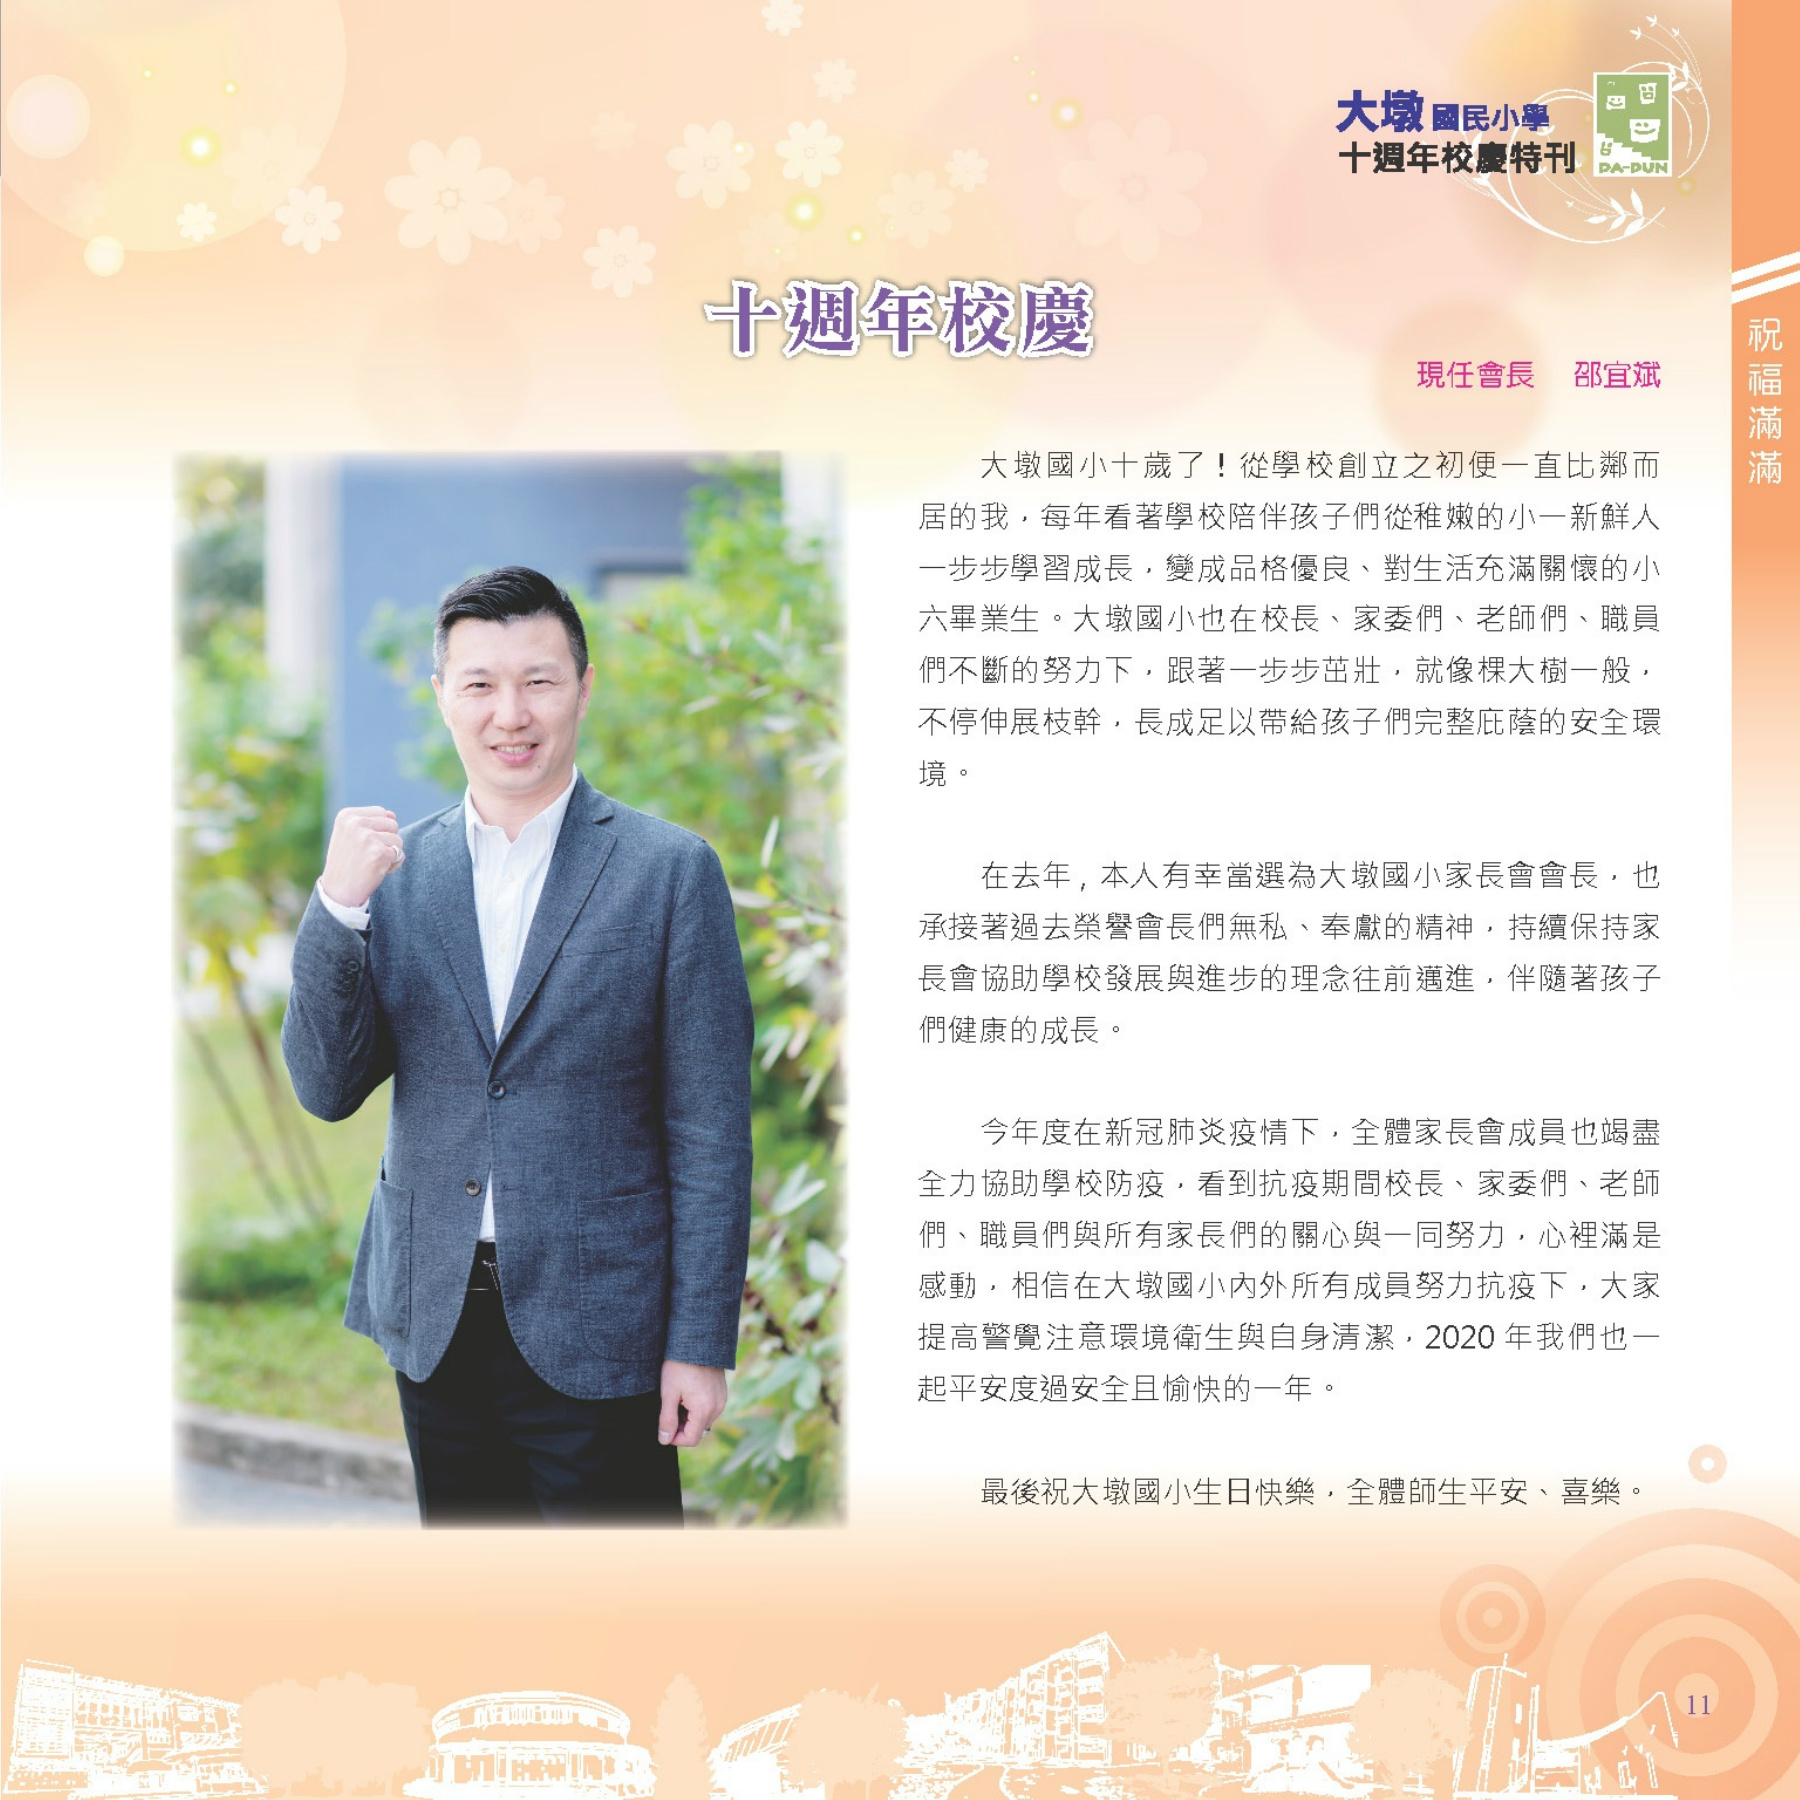 大墩國民小學
十週年校慶特刊
DA-DUN
十週年校慶
現任會長　邵宜斌
祝福滿滿
大墩國小十歲了！從學校創立之初便一直比鄰而
居的我，每年看著學校陪伴孩子們從稚嫩的小一新鮮人
一步步學習成長，變成品格優良、對生活充滿關懷的小
六畢業生。大墩國小也在校長、家委們、老師們、職員
們不斷的努力下，跟著一步步茁壯，就像棵大樹一般，
不停伸展枝幹，長成足以帶給孩子們完整庇蔭的安全環
境。
在去年，本人有幸當選為大墩國小家長會會長，也
承接著過去榮譽會長們無私、奉獻的精神，持續保持家
長會協助學校發展與進步的理念往前邁進，伴隨著孩子
們健康的成長。
今年度在新冠肺炎疫情下，全體家長會成員也竭盡
全力協助學校防疫，看到抗疫期間校長、家委們、老師
們、職員們與所有家長們的關心與一同努力，心裡滿是
感動，相信在大墩國小內外所有成員努力抗疫下，大家
提高警覺注意環境衛生與自身清潔，2020 年我們也一
起平安度過安全且愉快的一年。
最後祝大墩國小生日快樂，全體師生平安、喜樂。
11